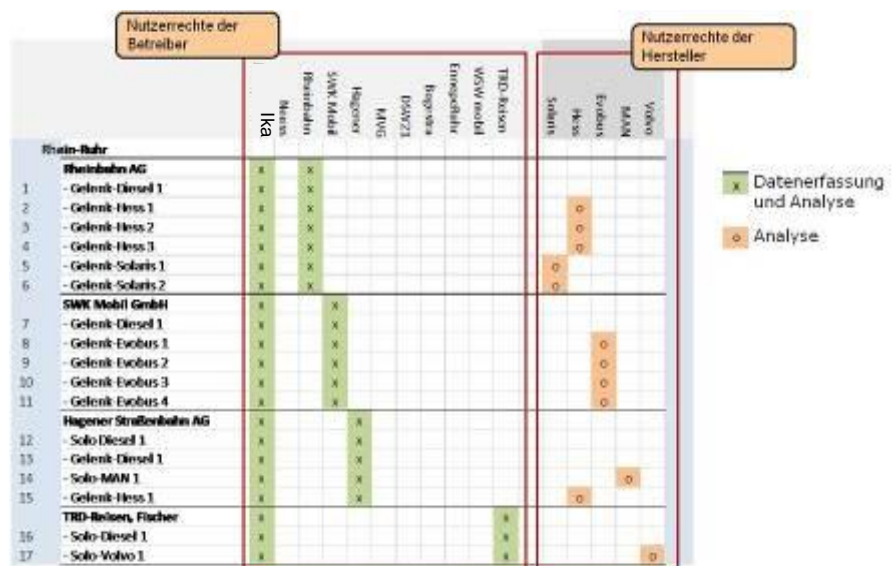 Nutzerrechte der
Betreiber
Nutzerrechte der
Hersteller
Ika
Neuss
Rheinbahn
SWK Mobil
Hagener
MVG
DSW21
Bogestra
EnnepeRuhr
WSW mobil
TRD-Reisen
Solaris
Hess
Evobus
MAN
Volvo
Rhein-Ruhr
Rheinbahn AG x x
1 - Gelenk-Diesel 1 x x
2 - Gelenk-Hess 1 x x o
3 - Gelenk-Hess 2 x x o
4 - Gelenk-Hess 3 x x o
5 - Gelenk-Solaris 1 x x o
6 - Gelenk-Solaris 2 x x o
SWK Mobil GmbH x x
7 - Gelenk-Diesel 1 x x
8 - Gelenk-Evobus 1 x x o
9 - Gelenk-Evobus 2 x x o
10 - Gelenk-Evobus 3 x x o
11 - Gelenk-Evobus 4 x x o
Hagener Straßenbahn AG x x
12 - Solo Diesel 1 x x
13 - Gelenk-Diesel 1 x x
14 - Solo-MAN 1 x x o
15 - Gelenk-Hess 1 x x o
TRD-Reisen, Fischer x x
16 - Solo-Diesel 1 x x
17 - Solo-Volvo 1 x x o
x Datenerfassung
und Analyse
o Analyse